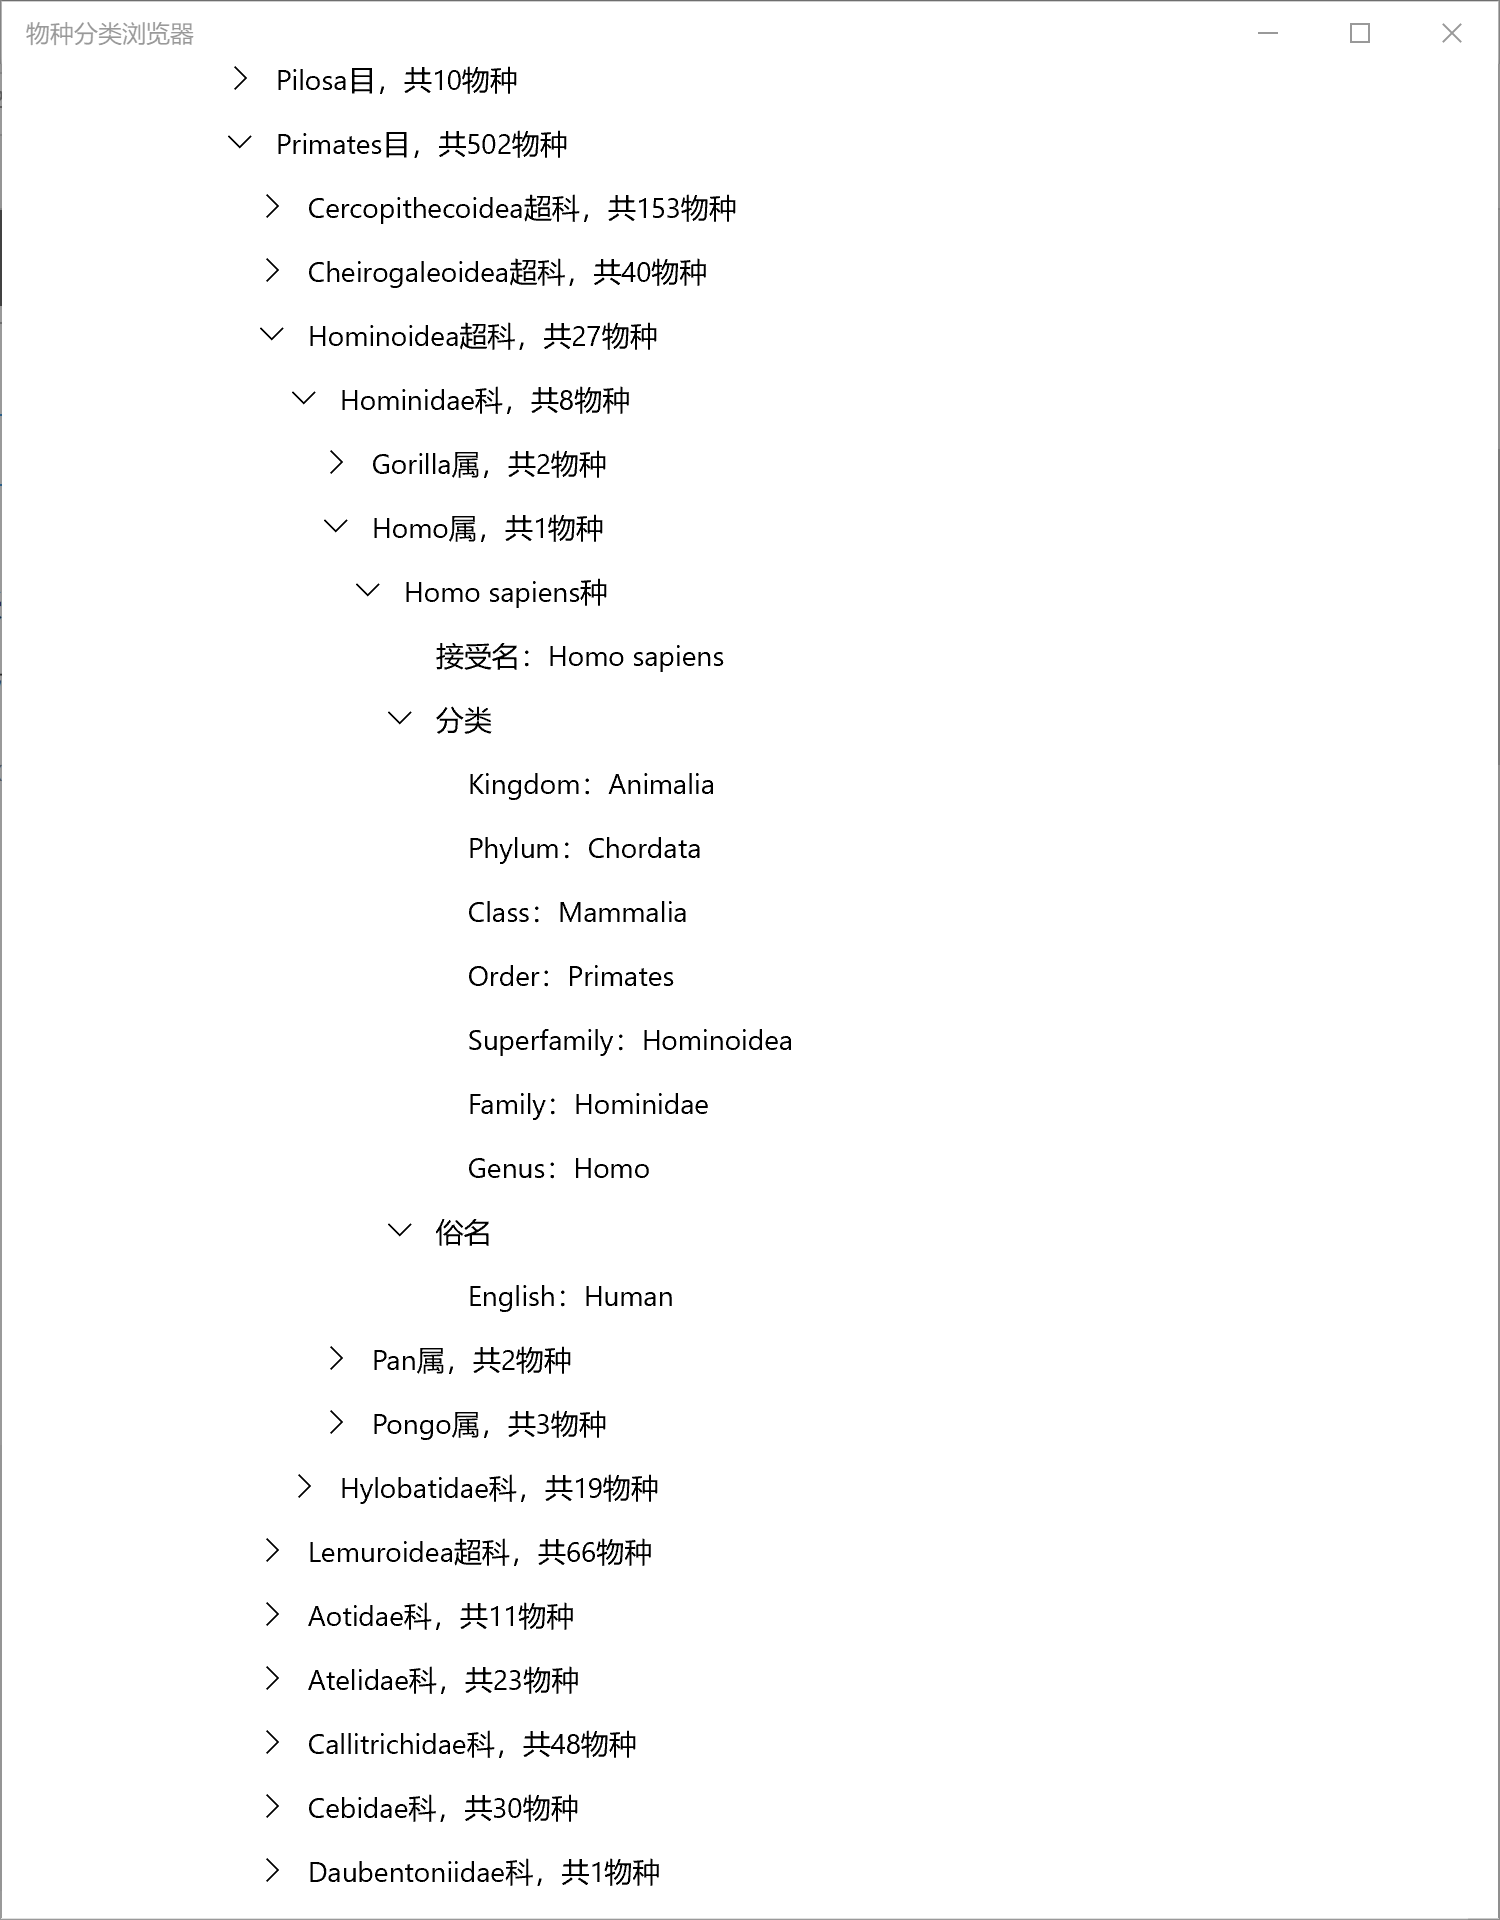 物种分类浏览器
Pilosa目，共10物种
Primates目，共502物种
Cercopithecoidea超科，共153物种
Cheirogaleoidea超科，共40物种
Hominoidea超科，共27物种
Hominidae科，共8物种
Gorilla属，共2物种
Homo属，共1物种
Homo sapiens种
接受名：Homo sapiens
分类
Kingdom：Animalia
Phylum：Chordata
Class：Mammalia
Order：Primates
Superfamily：Hominoidea
Family：Hominidae
Genus：Homo
俗名
English：Human
Pan属，共2物种
Pongo属，共3物种
Hylobatidae科，共19物种
Lemuroidea超科，共66物种
Aotidae科，共11物种
Atelidae科，共23物种
Callitrichidae科，共48物种
Cebidae科，共30物种
Daubentoniidae科，共1物种